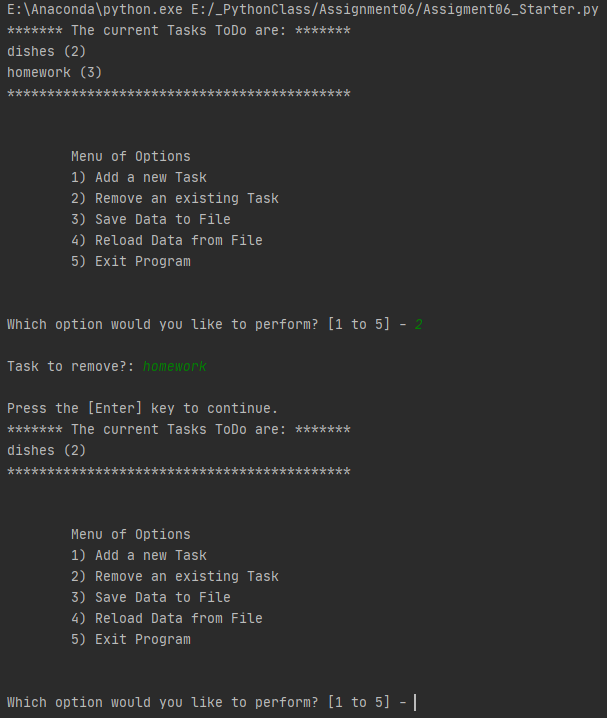 E:\Anaconda\python.exe E:/_PythonClass/Assignment06/Assigment06_Starter.py
******* The current Tasks ToDo are: *******
dishes (2)
homework (3)
*******************************************
Menu of Options
1) Add a new Task
2) Remove an existing Task
3) Save Data to File
4) Reload Data from File
5) Exit Program
Which option would you like to perform? [1 to 5] - 2
Task to remove?: homework
Press the [Enter] key to continue.
******* The current Tasks ToDo are: *******
dishes (2)
*******************************************
Menu of Options
1) Add a new Task
2) Remove an existing Task
3) Save Data to File
4) Reload Data from File
5) Exit Program
Which option would you like to perform? [1 to 5] -